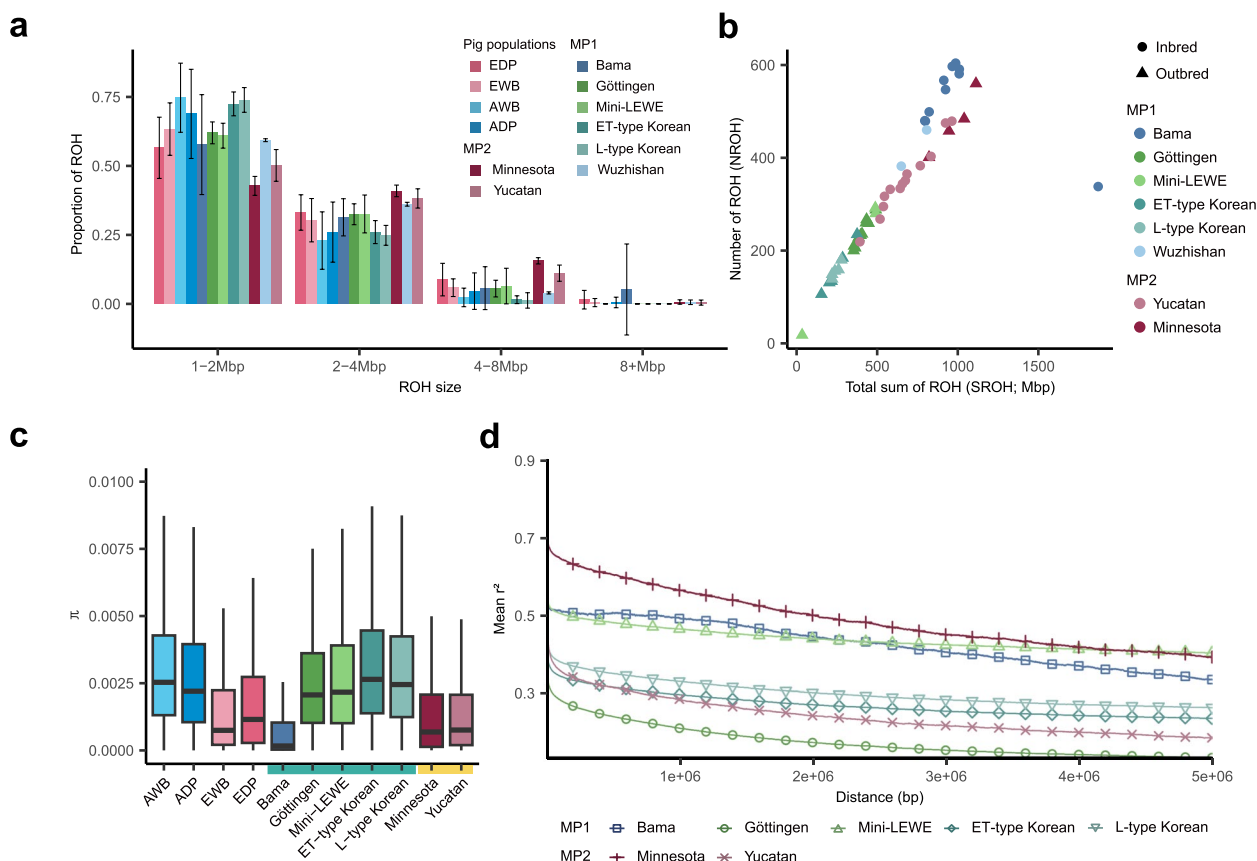 a
Pig populations
EDP
EWB
AWB
ADP
MP2
Minnesota
Yucatan
MP1
Bama
Göttingen
Mini-LEWE
ET-type Korean
L-type Korean
Wuzhishan
Proportion of ROH
0.75
0.50
0.25
0.00
1−2Mbp
2−4Mbp
4−8Mbp
8+Mbp
ROH size
b
Number of ROH (NROH)
600
400
200
0
0
500
1000
1500
Total sum of ROH (SROH; Mbp)
Inbred
Outbred
MP1
Bama
Göttingen
Mini-LEWE
ET-type Korean
L-type Korean
Wuzhishan
MP2
Yucatan
Minnesota
c
π
0.0100
0.0075
0.0050
0.0025
0.0000
AWB
ADP
EWB
EDP
Bama
Göttingen
Mini−LEWE
ET−type Korean
L−type Korean
Minnesota
Yucatan
d
Mean r²
0.9
0.7
0.5
0.3
1e+06
2e+06
3e+06
4e+06
5e+06
Distance (bp)
MP1
Bama
Göttingen
Mini-LEWE
ET-type Korean
L-type Korean
MP2
Minnesota
Yucatan